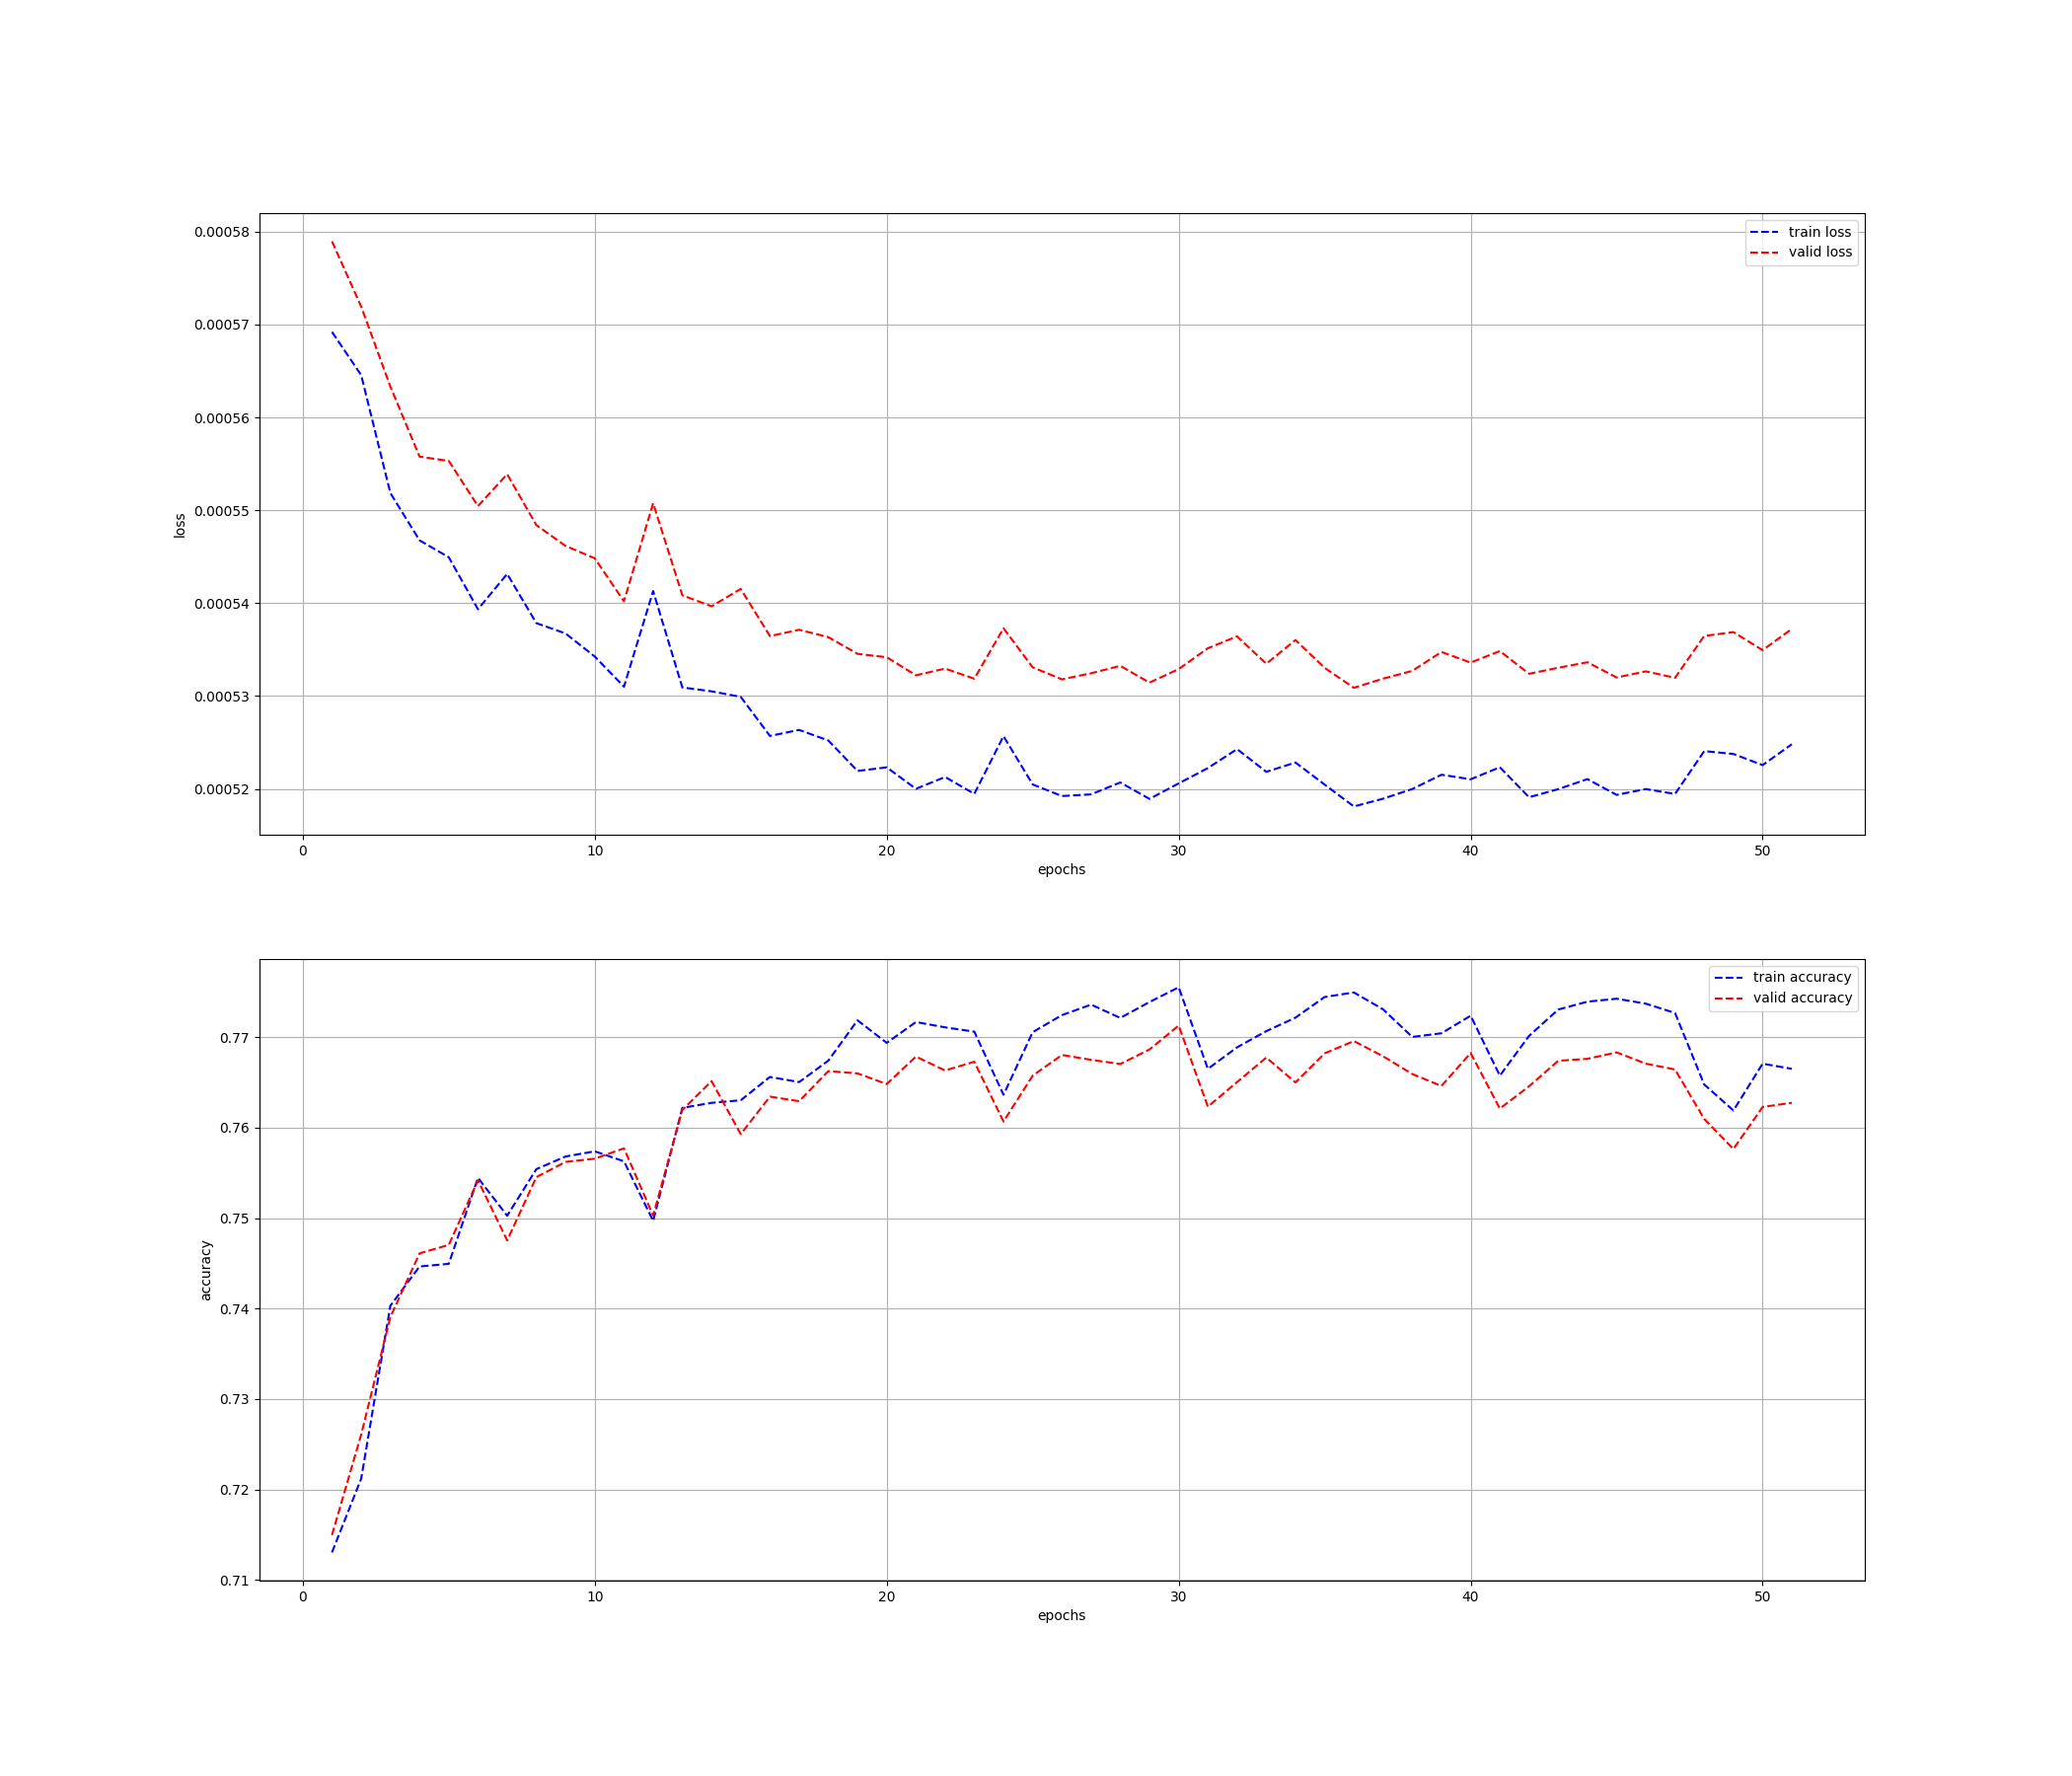 0.00058
0.00057
0.00056
0.00055
0.00054
0.00053
0.00052
loss
train loss
valid loss
0 10 20 30 40 50
epochs
0.77
0.76
0.75
0.74
0.73
0.72
0.71
accuracy
train accuracy
valid accuracy
0 10 20 30 40 50
epochs